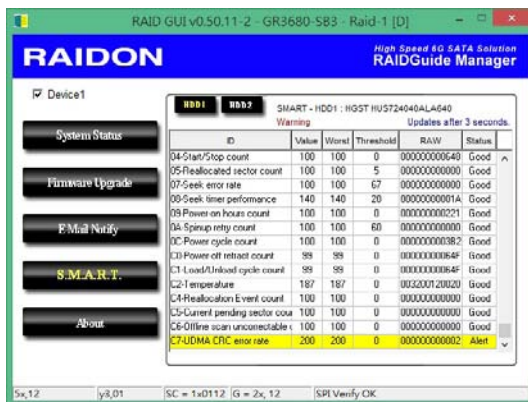 RAID GUI v0.50.11-2 - GR3680-SB3 - Raid-1 [D]
RAIDON
High Speed 6G SATA Solution
RAIDGuide Manager
Device1
System Status
Firmware Upgrade
E Mail Notify
S.M.A.R.T.
About
HDD1 HDD2 SMART - HDD1 : HGST HUS724040ALA640
Warning Updates after 3 seconds.
ID Value Worst Threshold RAW Status
04-Start/Stop count 100 100 0 000000000648 Good
05-Reallocated sector count 100 100 5 000000000000 Good
07-Seek error rate 100 100 67 000000000000 Good
08-Seek timer performance 140 140 20 00000000001A Good
09-Power-on hours count 100 100 0 000000000221 Good
0A-Spinup retry count 100 100 60 000000000000 Good
0C-Power cycle count 100 100 0 0000000003B2 Good
C0-Power off retract count 99 99 0 00000000064F Good
C1-Load/Unload cycle count 99 99 0 00000000064F Good
C2-Temperature 187 187 0 003200120020 Good
C4-Reallocation Event count 100 100 0 000000000000 Good
C5-Current pending sector cou 100 100 0 000000000000 Good
C6-Offline scan uncorrectable c 100 100 0 000000000000 Good
C7-UDMA CRC error rate 200 200 0 000000000002 Alert
5x,12 y3,01 SC = 1x0112 G = 2x, 12 SPI Verify OK